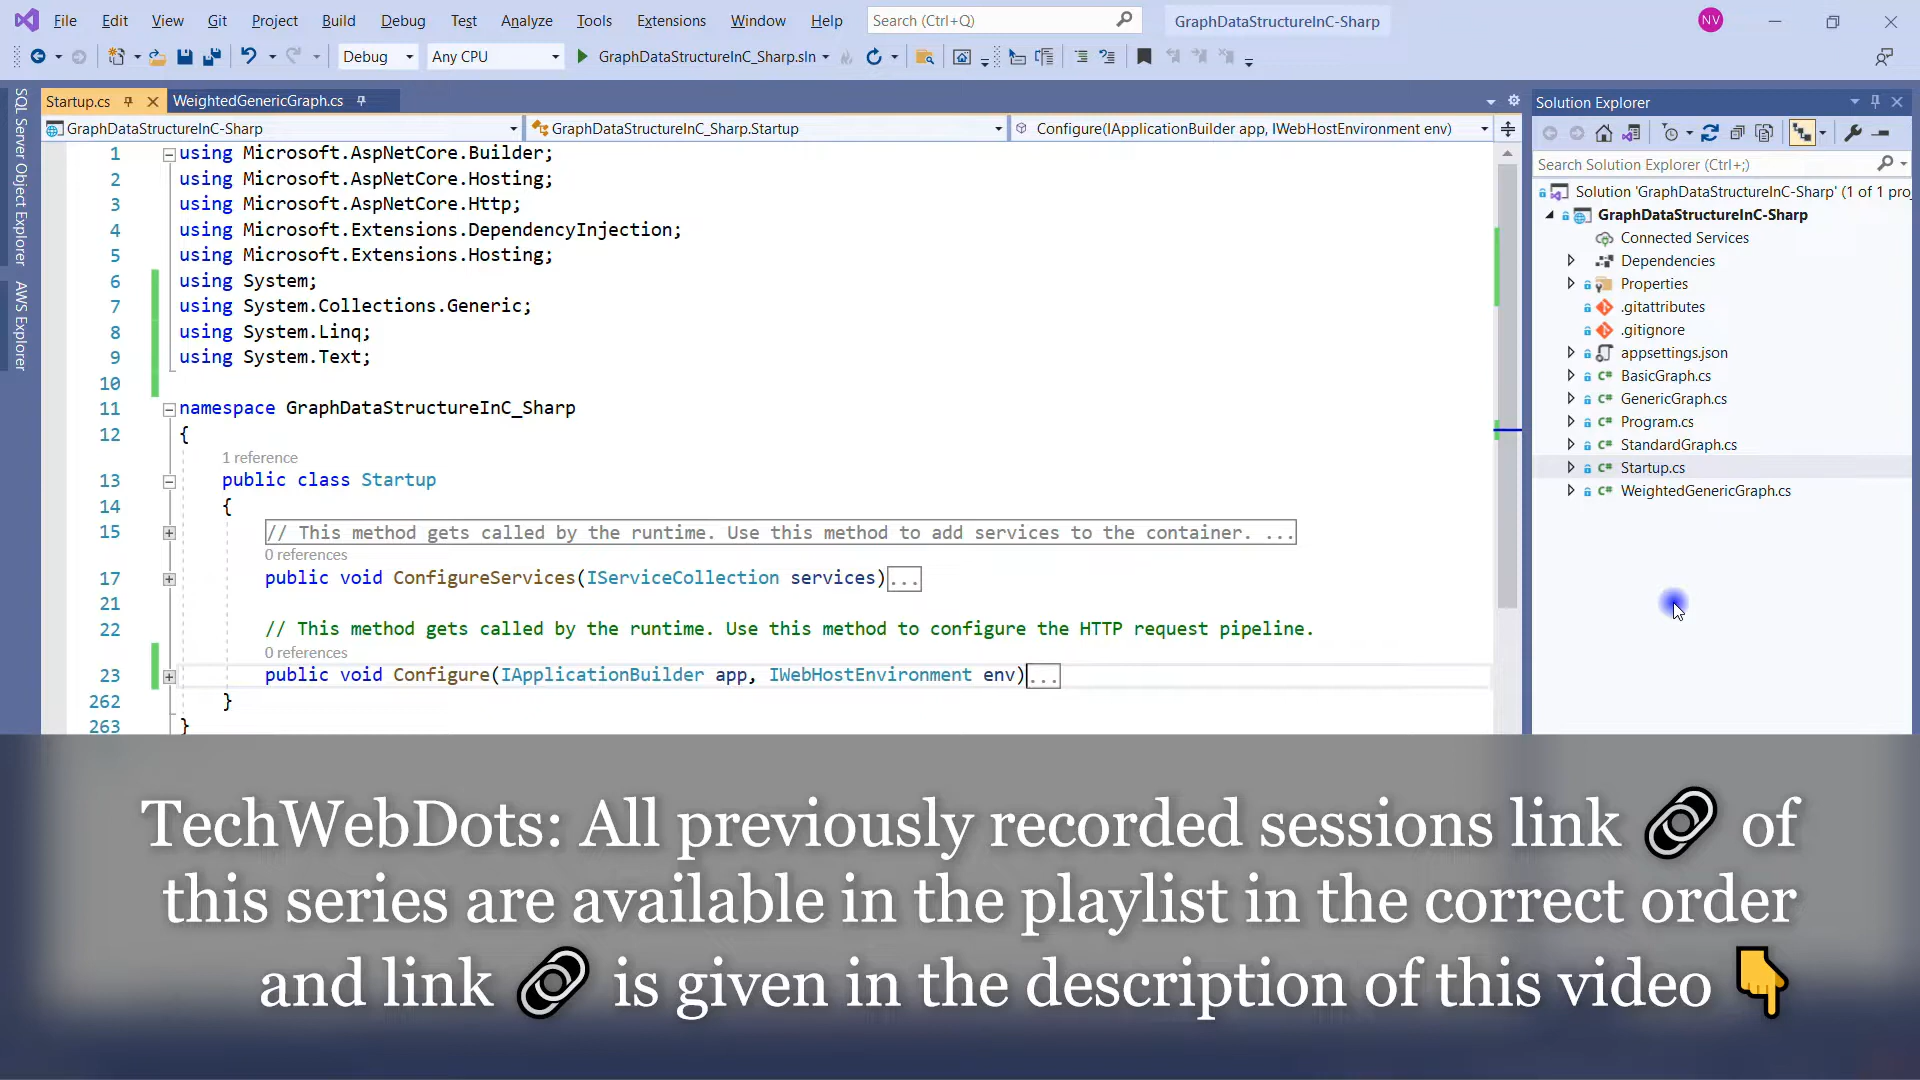 File Edit View Git Project Build Debug Test Analyze Tools Extensions Window Help Search (Ctrl+Q) GraphDataStructureInC-Sharp NV
Debug Any CPU GraphDataStructureInC_Sharp.sln
SQL Server Object Explorer
AWS Explorer
Startup.cs WeightedGenericGraph.cs
GraphDataStructureInC-Sharp GraphDataStructureInC_Sharp.Startup Configure(IApplicationBuilder app, IWebHostEnvironment env)
1 using Microsoft.AspNetCore.Builder;
2 using Microsoft.AspNetCore.Hosting;
3 using Microsoft.AspNetCore.Http;
4 using Microsoft.Extensions.DependencyInjection;
5 using Microsoft.Extensions.Hosting;
6 using System;
7 using System.Collections.Generic;
8 using System.Linq;
9 using System.Text;
10
11 namespace GraphDataStructureInC_Sharp
12 {
1 reference
13 public class Startup
14 {
15 // This method gets called by the runtime. Use this method to add services to the container. ...
0 references
17 public void ConfigureServices(IServiceCollection services)...
21
22 // This method gets called by the runtime. Use this method to configure the HTTP request pipeline.
0 references
23 public void Configure(IApplicationBuilder app, IWebHostEnvironment env)...
262 }
263 }
Solution Explorer
Search Solution Explorer (Ctrl+;)
Solution 'GraphDataStructureInC-Sharp' (1 of 1 proj
GraphDataStructureInC-Sharp
Connected Services
Dependencies
Properties
.gitattributes
.gitignore
appsettings.json
C# BasicGraph.cs
C# GenericGraph.cs
C# Program.cs
C# StandardGraph.cs
C# Startup.cs
C# WeightedGenericGraph.cs
TechWebDots: All previously recorded sessions link 🔗 of
this series are available in the playlist in the correct order
and link 🔗 is given in the description of this video 👇